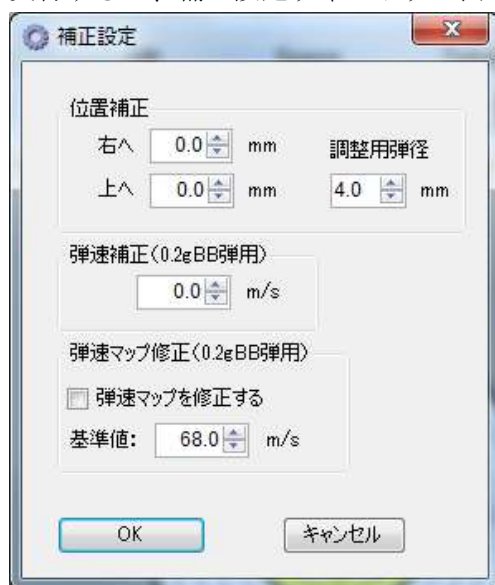 補正設定
位置補正
右へ 0.0 mm
調整用弾径
上へ 0.0 mm
4.0 mm
弾速補正(0.2gBB弾用)
0.0 m/s
弾速マップ修正(0.2gBB弾用)
弾速マップを修正する
基準値: 68.0 m/s
OK キャンセル